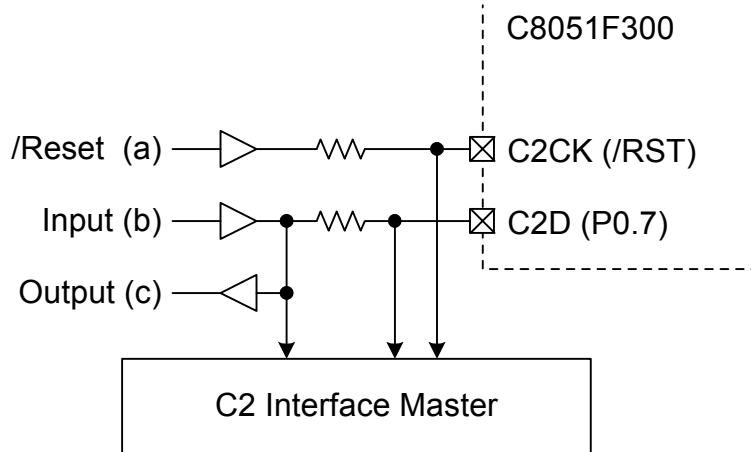 C8051F300
/Reset (a)
C2CK (/RST)
Input (b)
C2D (P0.7)
Output (c)
C2 Interface Master